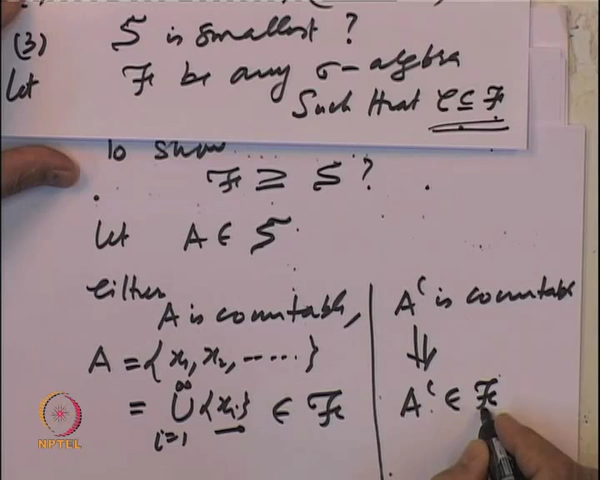 (3) S is smallest ?
Let F be any σ-algebra
Such that C ⊆ F
To show
F ⊇ S ?
Let A ∈ S
either
A is countable, | Aᶜ is countable
A = {x₁, x₂, -----} ⇓
= ∞⋃i=1 {xᵢ} ∈ F | Aᶜ ∈ F
NPTEL